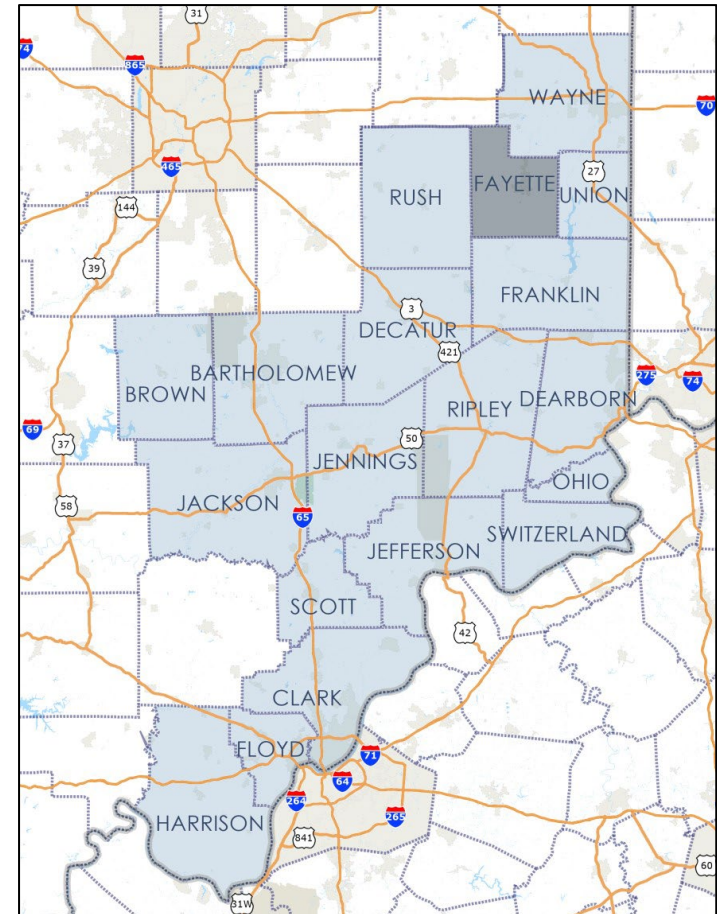 31
74
865
WAYNE
70
465
27
FAYETTE
RUSH
UNION
144
39
FRANKLIN
3
DECATUR
421
BARTHOLOMEW
275
74
BROWN
DEARBORN
RIPLEY
69
37
50
JENNINGS
OHIO
JACKSON
58
65
SWITZERLAND
JEFFERSON
SCOTT
42
CLARK
FLOYD
71
64
264
265
HARRISON
841
60
31W